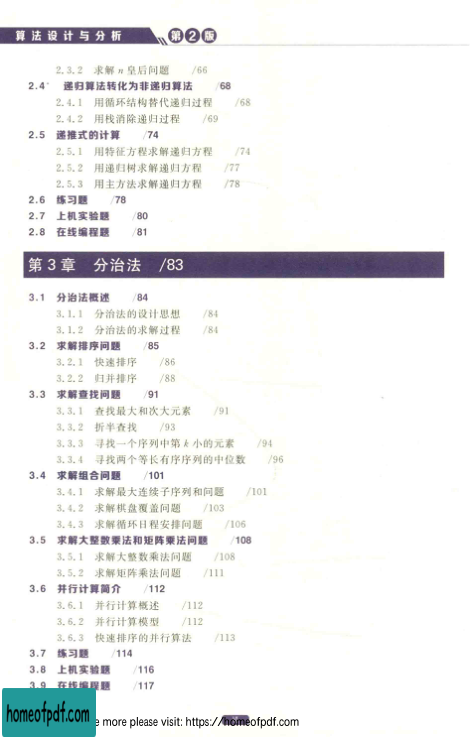 算法设计与分析 第2版
2.3.2 求解n皇后问题 /66
2.4* 递归算法转化为非递归算法 /68
2.4.1 用循环结构替代递归过程 /68
2.4.2 用栈消除递归过程 /69
2.5 递推式的计算 /74
2.5.1 用特征方程求解递归方程 /74
2.5.2 用递归树求解递归方程 /77
2.5.3 用主方法求解递归方程 /78
2.6 练习题 /78
2.7 上机实验题 /80
2.8 在线编程题 /81
第3章 分治法 /83
3.1 分治法概述 /84
3.1.1 分治法的设计思想 /84
3.1.2 分治法的求解过程 /84
3.2 求解排序问题 /85
3.2.1 快速排序 /86
3.2.2 归并排序 /88
3.3 求解查找问题 /91
3.3.1 查找最大和次大元素 /91
3.3.2 折半查找 /93
3.3.3 寻找一个序列中第k小的元素 /94
3.3.4 寻找两个等长有序序列的中位数 /96
3.4 求解组合问题 /101
3.4.1 求解最大连续子序列和问题 /101
3.4.2 求解棋盘覆盖问题 /103
3.4.3 求解循环日程安排问题 /106
3.5 求解大整数乘法和矩阵乘法问题 /108
3.5.1 求解大整数乘法问题 /108
3.5.2 求解矩阵乘法问题 /111
3.6 并行计算简介 /112
3.6.1 并行计算概述 /112
3.6.2 并行计算模型 /112
3.6.3 快速排序的并行算法 /113
3.7 练习题 /114
3.8 上机实验题 /116
3.9 在线编程题 /117
homeofpdf.com
e more please visit: https://homeofpdf.com